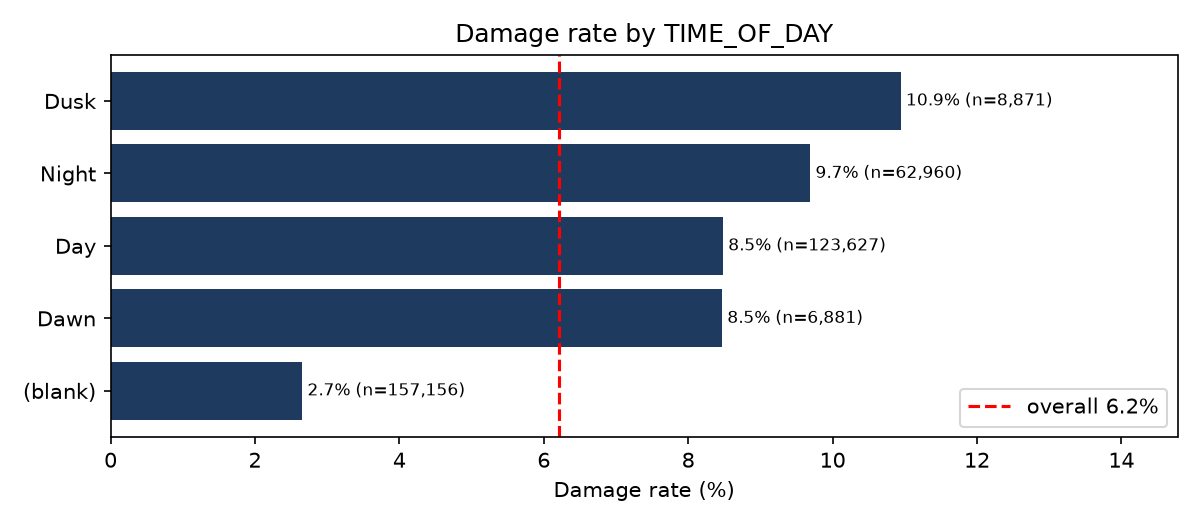 Damage rate by TIME_OF_DAY
Dusk
10.9% (n=8,871)
Night
9.7% (n=62,960)
Day
8.5% (n=123,627)
Dawn
8.5% (n=6,881)
(blank)
2.7% (n=157,156)
overall 6.2%
0 2 4 6 8 10 12 14
Damage rate (%)